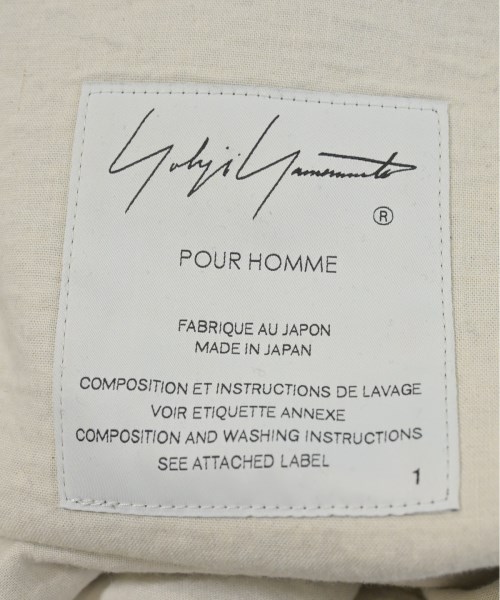 Yohji Yamamoto
®
POUR HOMME
FABRIQUE AU JAPON
MADE IN JAPAN
COMPOSITION ET INSTRUCTIONS DE LAVAGE
VOIR ETIQUETTE ANNEXE
COMPOSITION AND WASHING INSTRUCTIONS
SEE ATTACHED LABEL
1